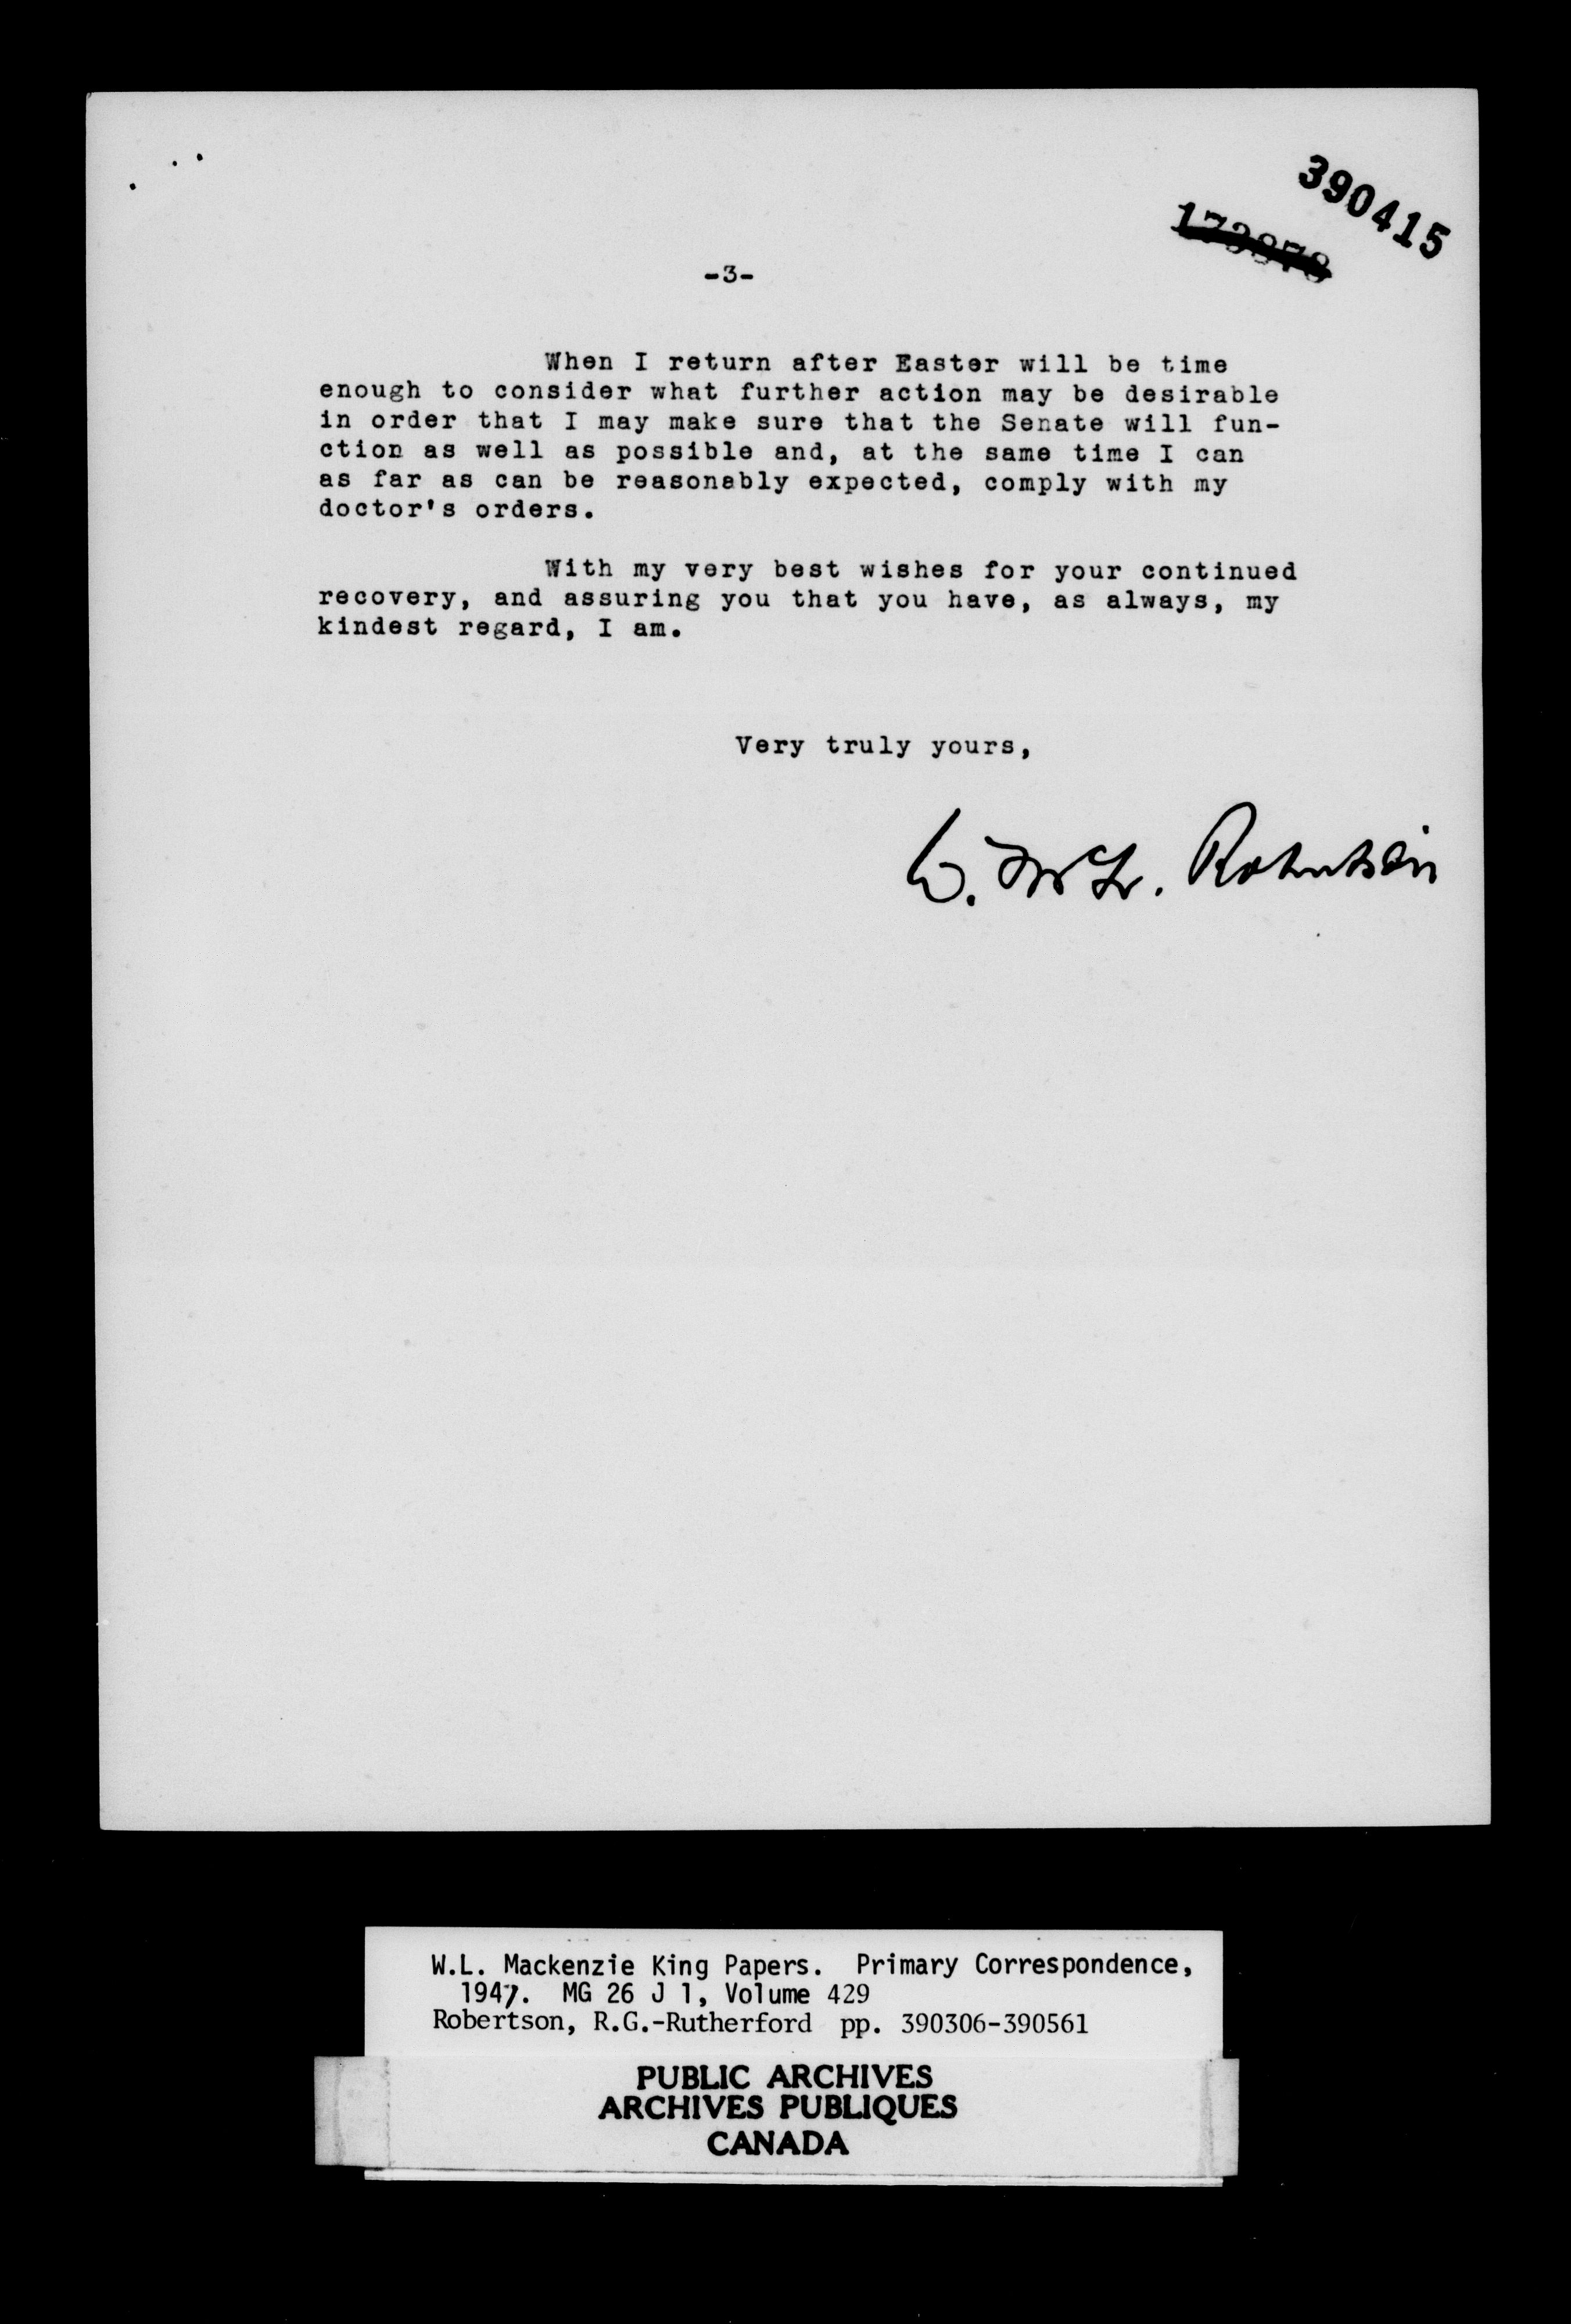 390415
-3-
When I return after Easter will be time
enough to consider what further action may be desirable
in order that I may make sure that the Senate will fun-
ction as well as possible and, at the same time I can
as far as can be reasonably expected, comply with my
doctor's orders.
With my very best wishes for your continued
recovery, and assuring you that you have, as always, my
kindest regard, I am.
Very truly yours,
W. McL. Robertson
W.L. Mackenzie King Papers. Primary Correspondence,
1947. MG 26 J 1, Volume 429
Robertson, R.G.-Rutherford pp. 390306-390561
PUBLIC ARCHIVES
ARCHIVES PUBLIQUES
CANADA